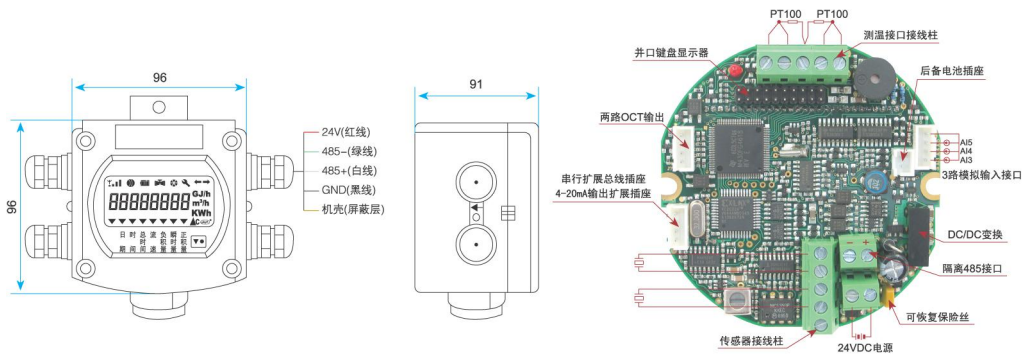 96
96
24V(红线)
485-(绿线)
485+(白线)
GND(黑线)
机壳(屏蔽层)
88888888
GJ/h
m³/h
KWh
日期
时间
总时间
流速
负积量
瞬时量
正积量
91
PT100 PT100
测温接口接线柱
并口键盘显示器
后备电池插座
两路OCT输出
AI5
AI4
AI3
3路模拟输入接口
串行扩展总线插座
4-20mA输出扩展插座
DC/DC变换
隔离485接口
可恢复保险丝
传感器接线柱
24VDC电源